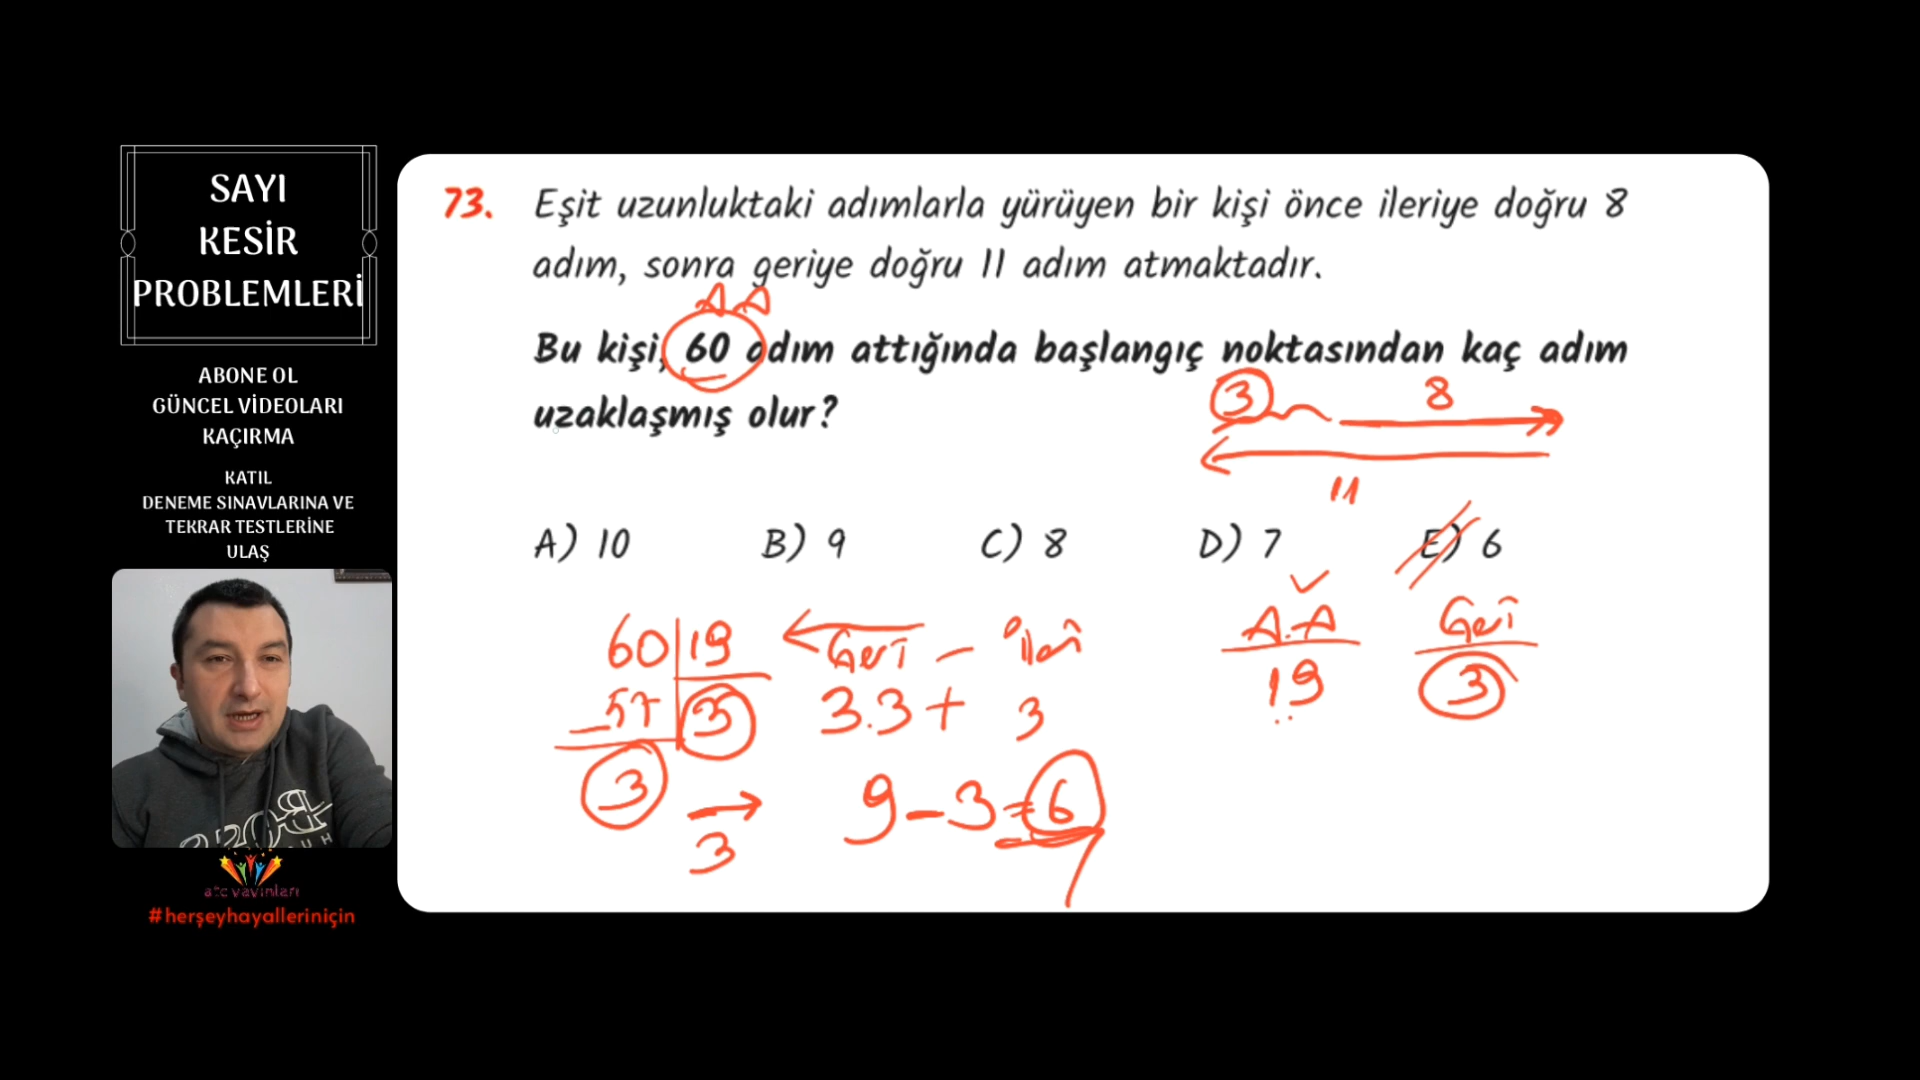 SAYI
KESİR
PROBLEMLERİ
ABONE OL
GÜNCEL VİDEOLARI
KAÇIRMA
KATIL
DENEME SINAVLARINA VE
TEKRAR TESTLERİNE
ULAŞ
atc yayınları
#herşeyhayalleriniçin
73. Eşit uzunluktaki adımlarla yürüyen bir kişi önce ileriye doğru 8
adım, sonra geriye doğru 11 adım atmaktadır.
A A
Bu kişi, 60 adım attığında başlangıç noktasından kaç adım
uzaklaşmış olur?
3 8
11
A) 10 B) 9 C) 8 D) 7 E) 6
60 19 Geri - İleri A.A Geri
57 3 3.3 + 3 19 3
3 3 9-3=6